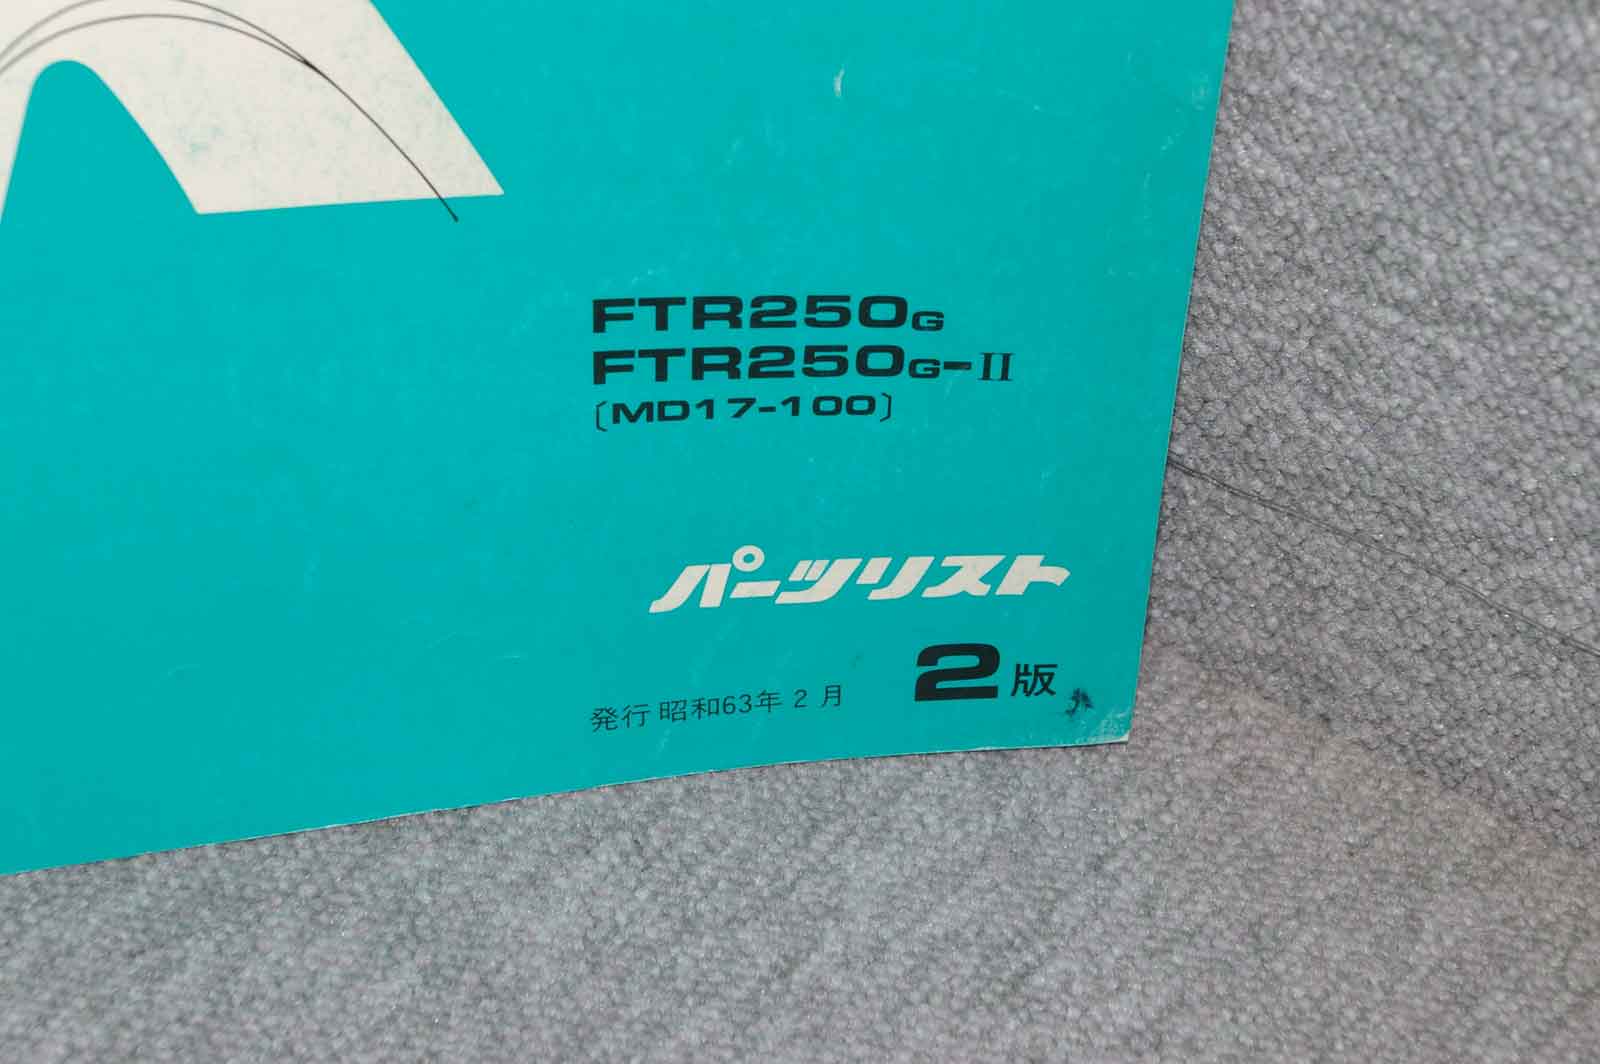 FTR250G
FTR250G-II
〔MD17-100〕
パーツリスト
2版
発行 昭和63年2月